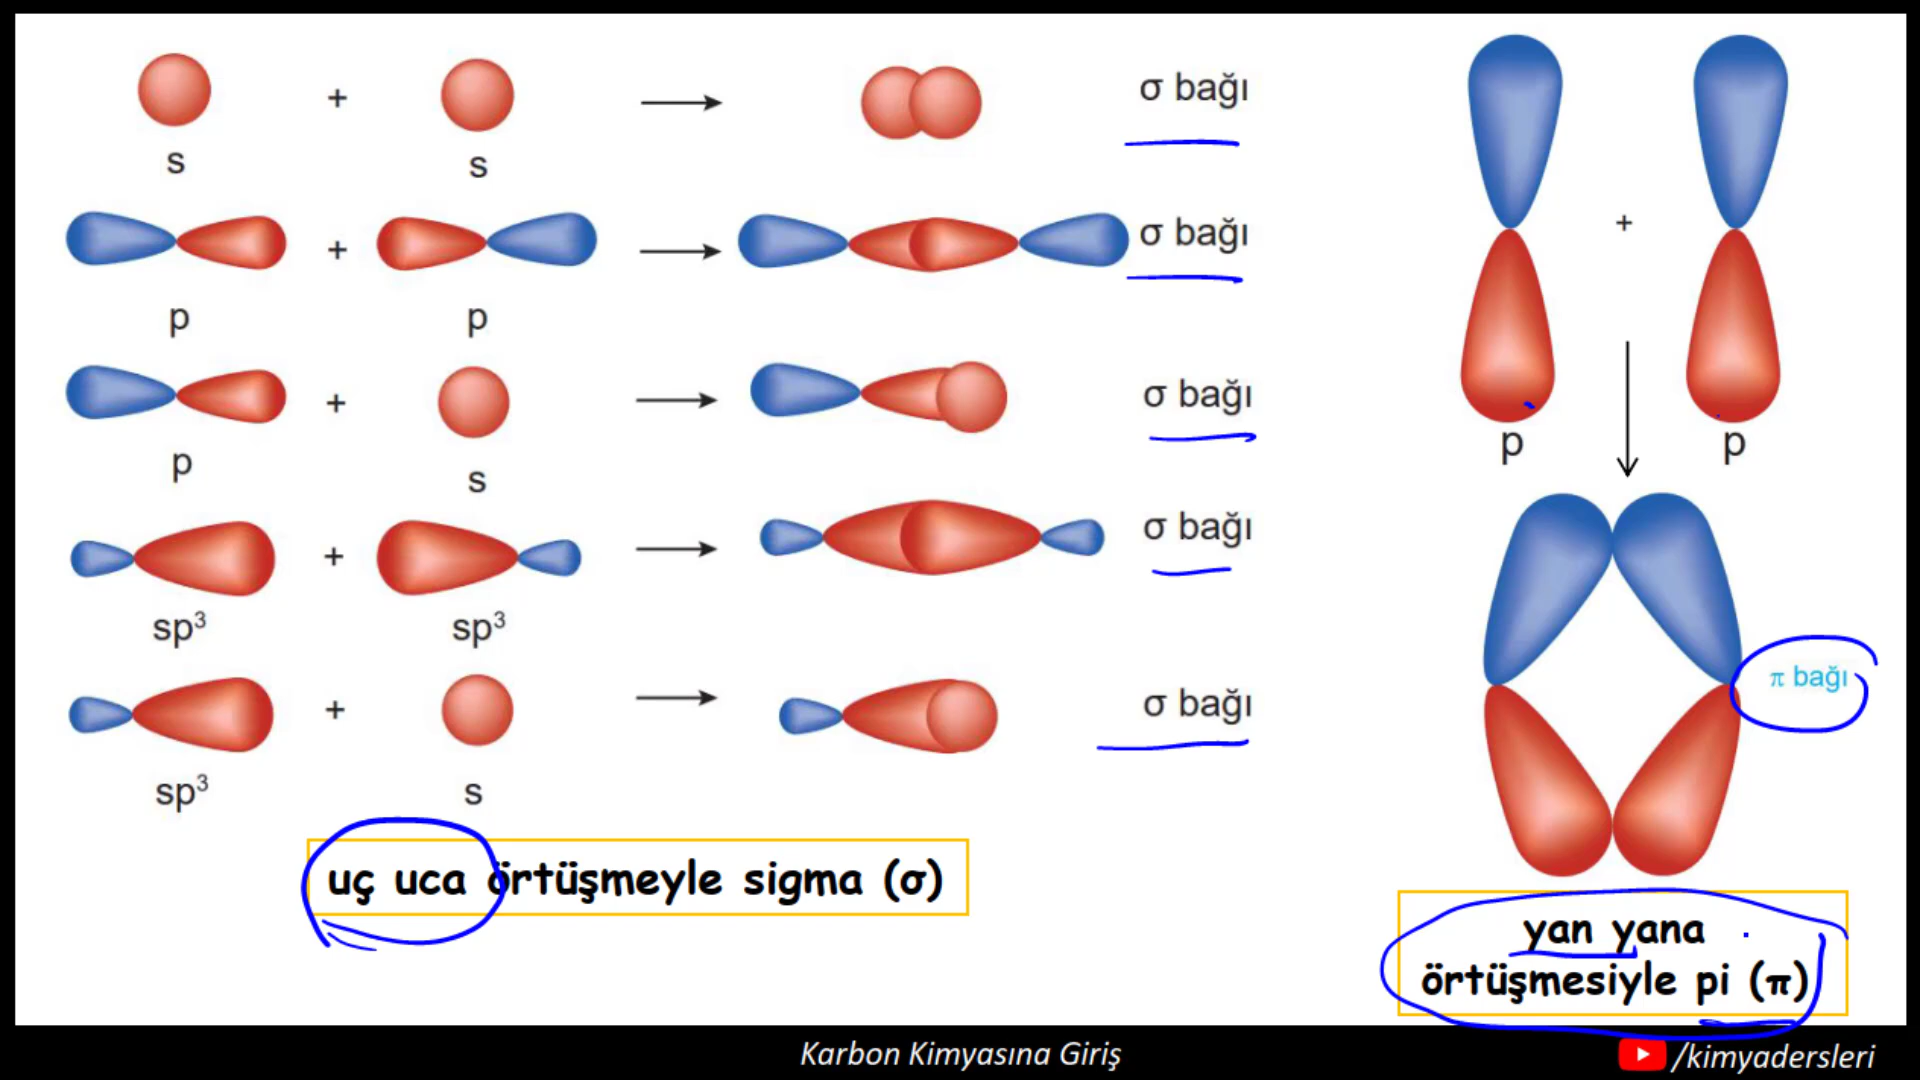 +
σ bağı
s
s
+
σ bağı
p
p
+
σ bağı
p
s
+
σ bağı
sp³
sp³
+
σ bağı
sp³
s
uç uca örtüşmeyle sigma (σ)
+
p
p
π bağı
yan yana
örtüşmesiyle pi (π)
Karbon Kimyasına Giriş
/kimyadersleri